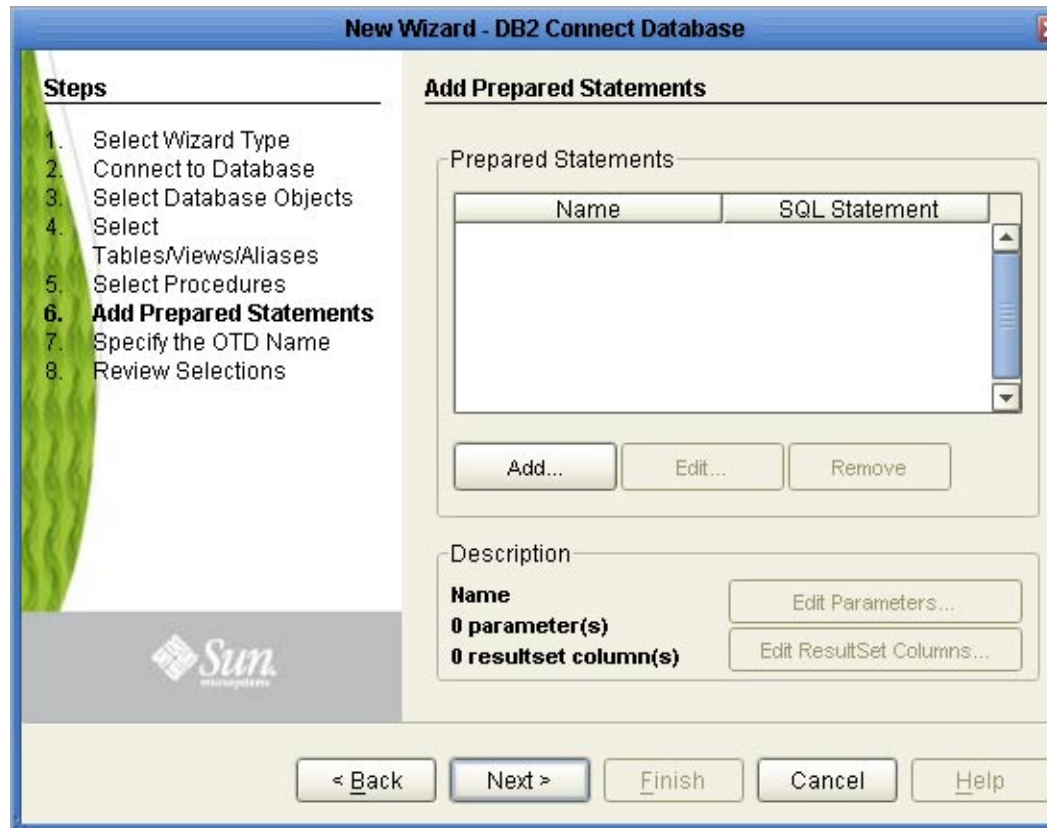 New Wizard - DB2 Connect Database
Steps
1. Select Wizard Type
2. Connect to Database
3. Select Database Objects
4. Select
Tables/Views/Aliases
5. Select Procedures
6. Add Prepared Statements
7. Specify the OTD Name
8. Review Selections
Sun
microsystems
Add Prepared Statements
Prepared Statements
Name SQL Statement
Add... Edit... Remove
Description
Name
0 parameter(s)
0 resultset column(s)
Edit Parameters...
Edit ResultSet Columns...
< Back Next > Finish Cancel Help